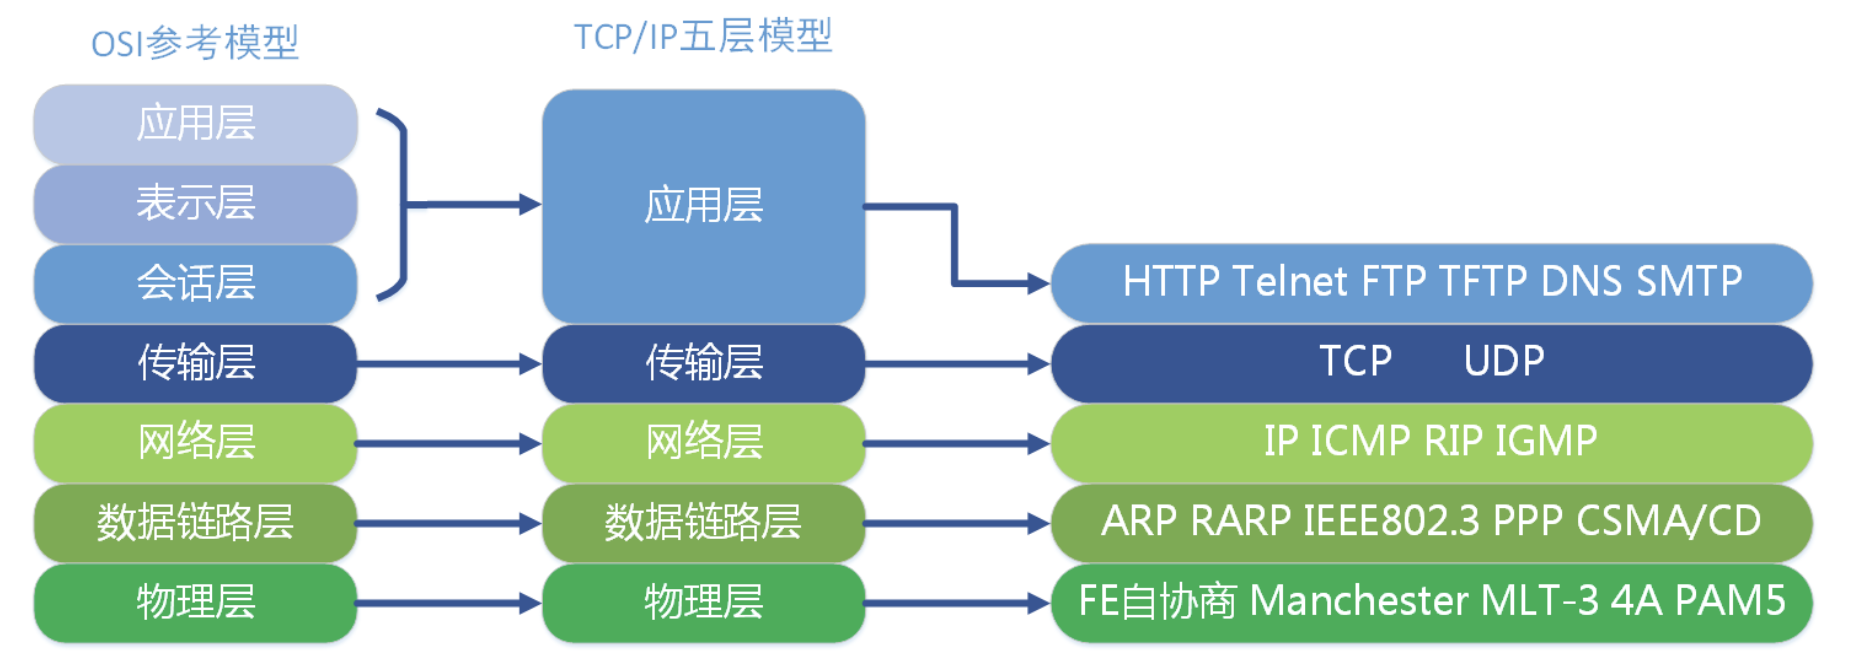 OSI参考模型
应用层
表示层
会话层
传输层
网络层
数据链路层
物理层
TCP/IP五层模型
应用层
传输层
网络层
数据链路层
物理层
HTTP Telnet FTP TFTP DNS SMTP
TCP UDP
IP ICMP RIP IGMP
ARP RARP IEEE802.3 PPP CSMA/CD
FE自协商 Manchester MLT-3 4A PAM5